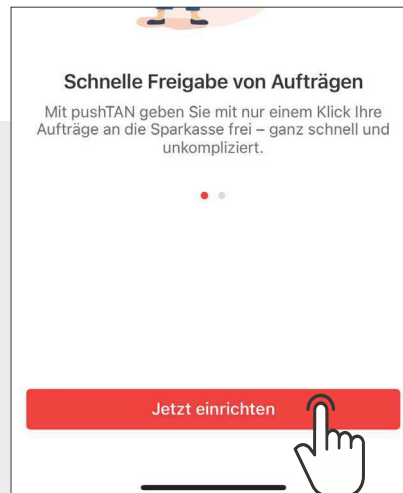 Schnelle Freigabe von Aufträgen
Mit pushTAN geben Sie mit nur einem Klick Ihre
Aufträge an die Sparkasse frei – ganz schnell und
unkompliziert.
Jetzt einrichten